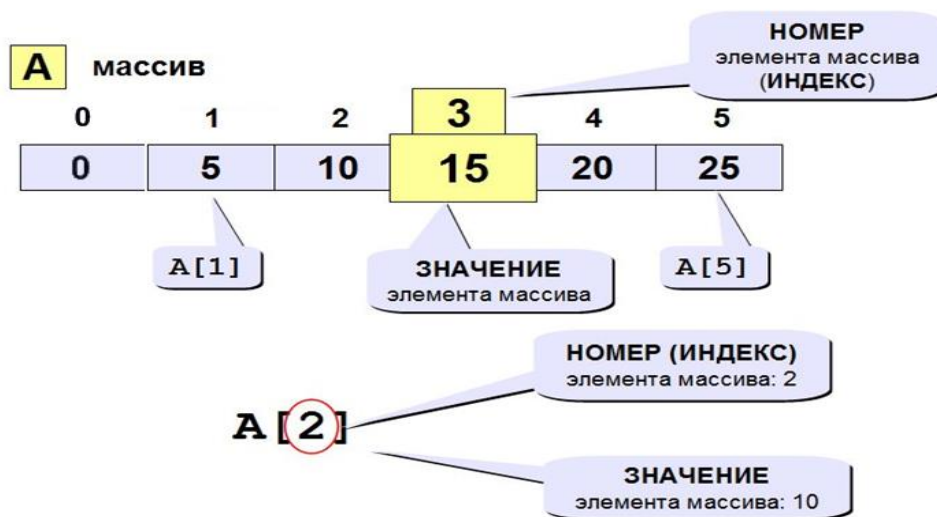 НОМЕР
элемента массива
(ИНДЕКС)
A массив
0 1 2 3 4 5
0 5 10 15 20 25
A[1]
ЗНАЧЕНИЕ
элемента массива
A[5]
НОМЕР (ИНДЕКС)
элемента массива: 2
A[2]
ЗНАЧЕНИЕ
элемента массива: 10